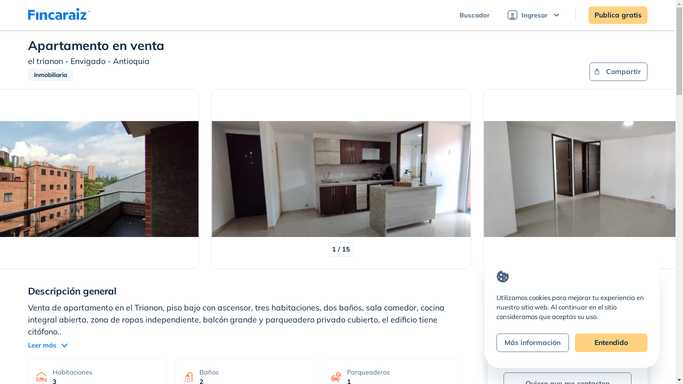 Fincaraiz
Buscador
Ingresar
Publica gratis
Apartamento en venta
el trianon - Envigado - Antioquia
Inmobiliaria
Compartir
1 / 15
Descripción general
Venta de apartamento en el Trianon, piso bajo con ascensor, tres habitaciones, dos baños, sala comedor, cocina
integral abierta, zona de ropas independiente, balcón grande y parqueadero privado cubierto, el edificio tiene
citófono..
Leer más
Habitaciones
3
Baños
2
Parqueaderos
1
Utilizamos cookies para mejorar tu experiencia en
nuestro sitio web. Al continuar en el sitio
consideramos que aceptas su uso.
Más información
Entendido
Quiero que me contacten